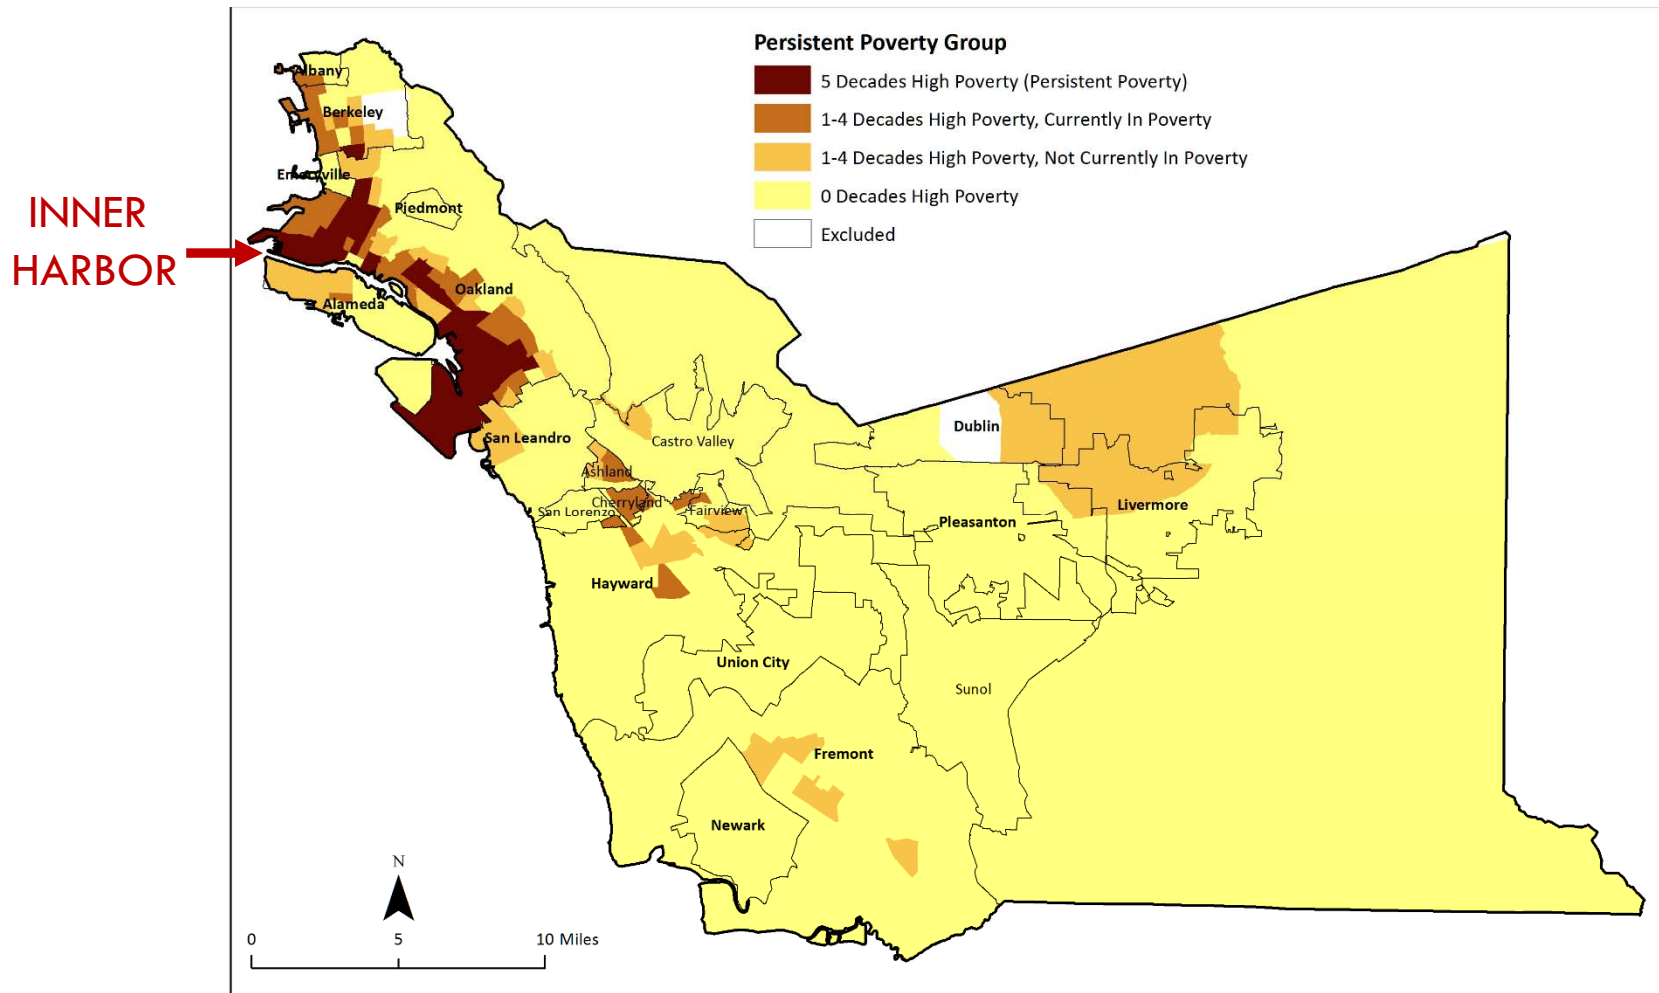 Persistent Poverty Group
5 Decades High Poverty (Persistent Poverty)
1-4 Decades High Poverty, Currently In Poverty
1-4 Decades High Poverty, Not Currently In Poverty
0 Decades High Poverty
Excluded
INNER
HARBOR
Albany
Berkeley
Emeryville
Piedmont
Oakland
Alameda
San Leandro
Castro Valley
Ashland
Cherryland
San Lorenzo
Fairview
Dublin
Livermore
Pleasanton
Hayward
Union City
Sunol
Fremont
Newark
N
0 5 10 Miles